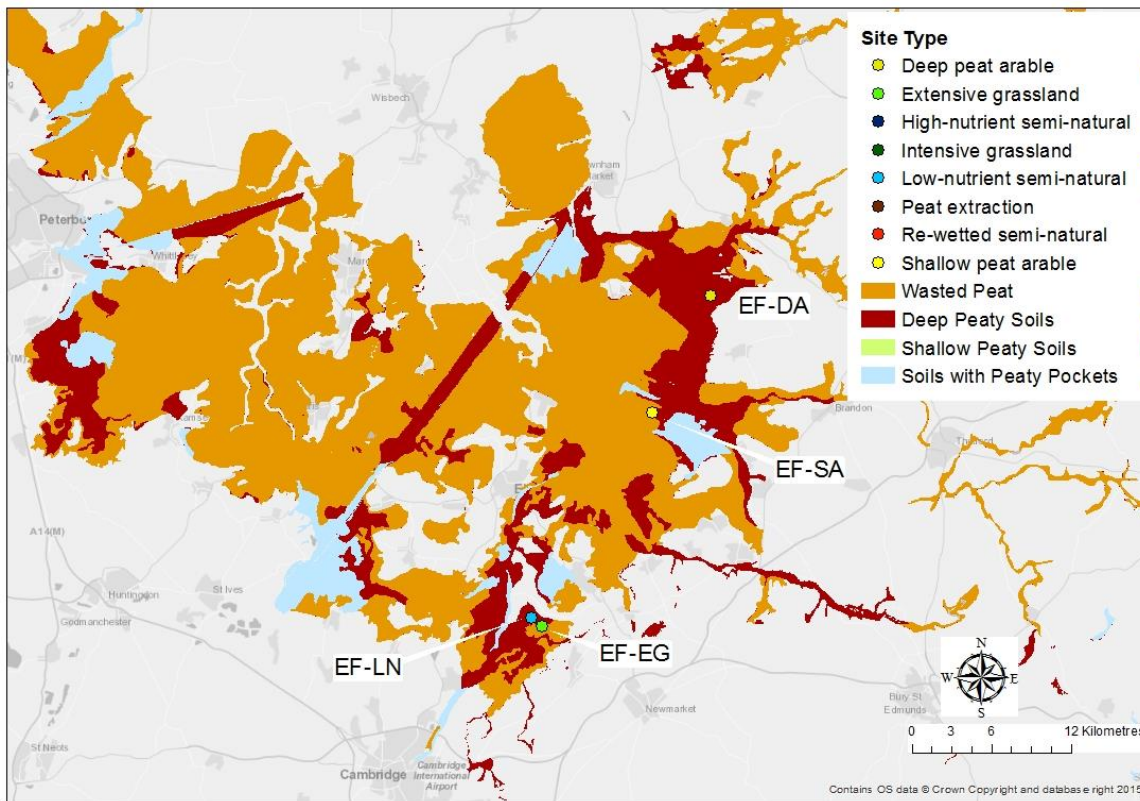 Wisbech
Site Type
Deep peat arable
Extensive grassland
High-nutrient semi-natural
Intensive grassland
Low-nutrient semi-natural
Peat extraction
Re-wetted semi-natural
Shallow peat arable
Wasted Peat
Deep Peaty Soils
Shallow Peaty Soils
Soils with Peaty Pockets
EF-DA
Brandon
EF-SA
A14(M)
Huntingdon
St Ives
Godmanchester
EF-LN
EF-EG
N
W E
S
Bury St
Edmunds
Newmarket
0 3 6 12 Kilometres
St Neots
Cambridge
Cambridge
International
Airport
Contains OS data © Crown Copyright and database right 2015